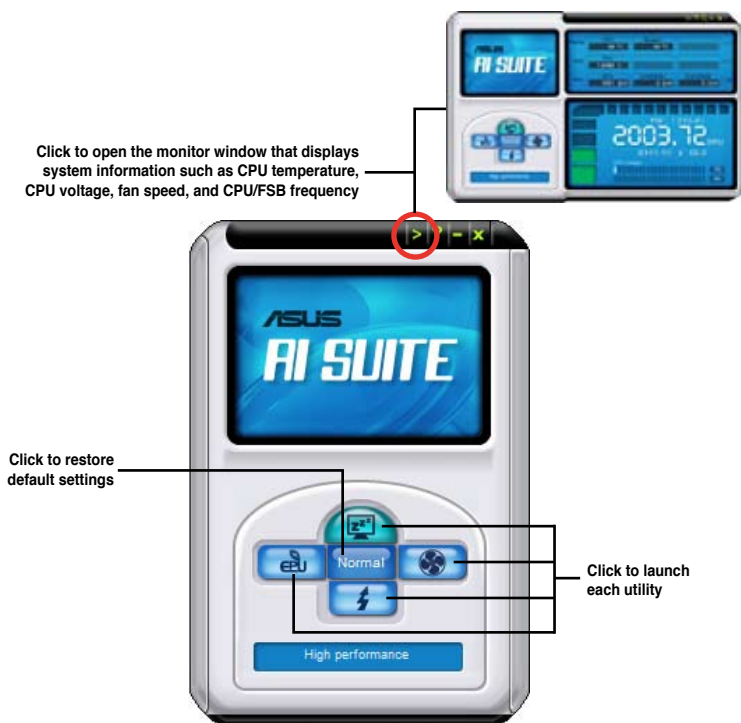 ASUS
AI SUITE
2003.72
Click to open the monitor window that displays
system information such as CPU temperature,
CPU voltage, fan speed, and CPU/FSB frequency
> ? – x
ASUS
AI SUITE
Click to restore
default settings
zzz
EPU
Normal
Click to launch
each utility
High performance